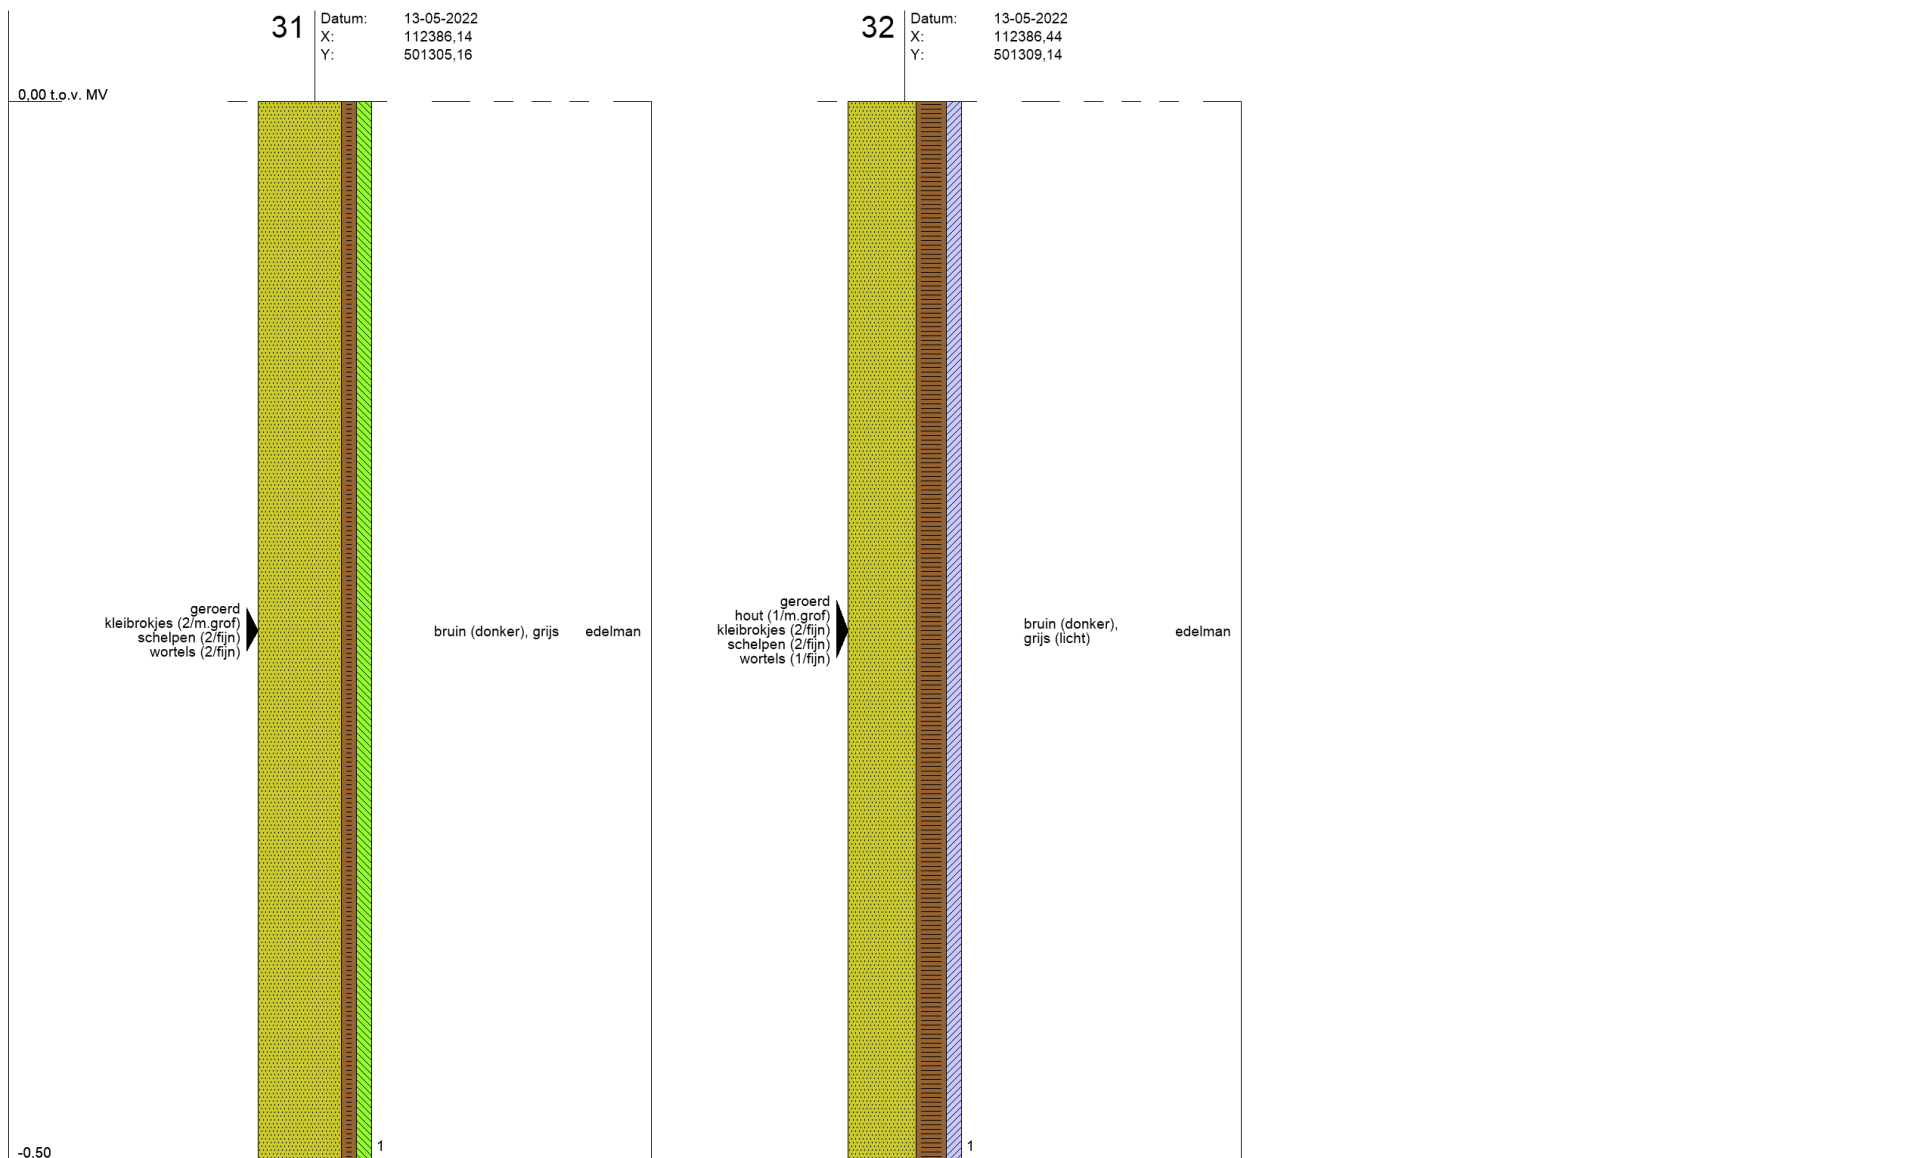 31
Datum: 13-05-2022
X: 112386,14
Y: 501305,16
32
Datum: 13-05-2022
X: 112386,44
Y: 501309,14
0,00 t.o.v. MV
geroerd
kleibrokjes (2/m.grof)
schelpen (2/fijn)
wortels (2/fijn)
bruin (donker), grijs
edelman
geroerd
hout (1/m.grof)
kleibrokjes (2/fijn)
schelpen (2/fijn)
wortels (1/fijn)
bruin (donker),
grijs (licht)
edelman
1
1
-0.50